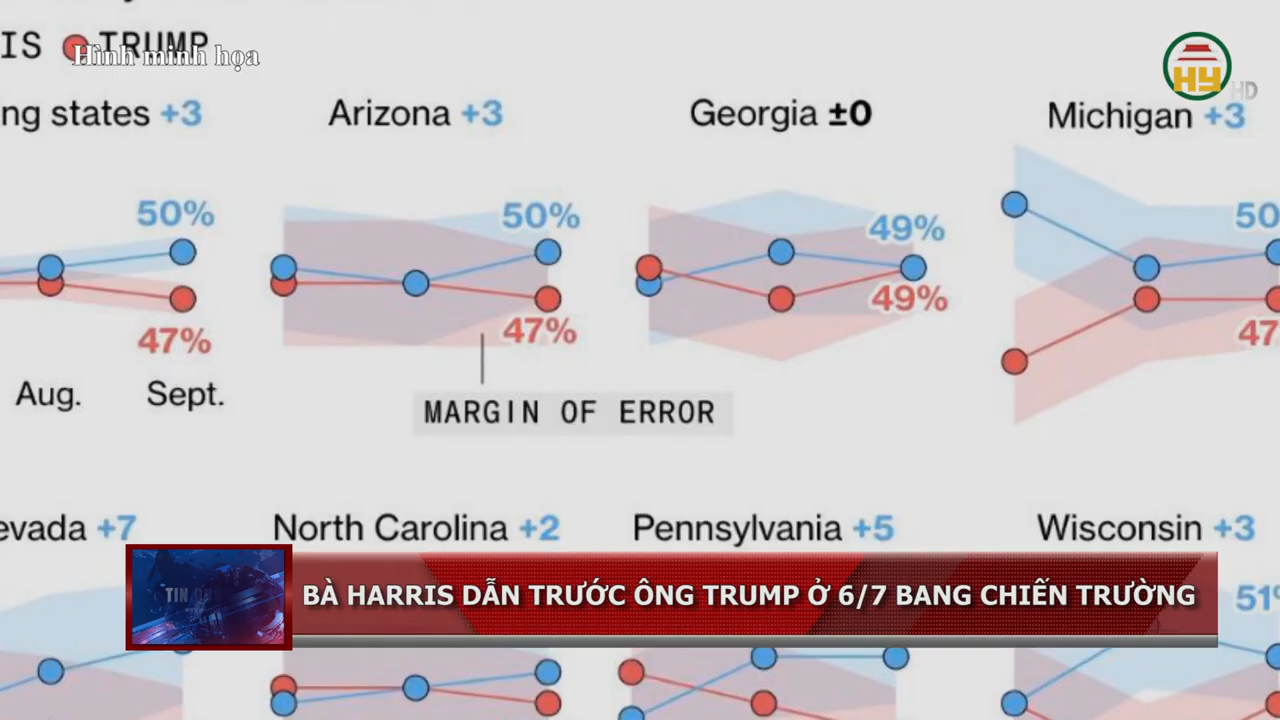 IS TRUMP
Hình minh họa
HY HD
ng states +3
Arizona +3
Georgia ±0
Michigan +3
50%
47%
Aug. Sept.
50%
47%
MARGIN OF ERROR
49%
49%
50
47
evada +7
North Carolina +2
Pennsylvania +5
Wisconsin +3
51%
TIN
BÀ HARRIS DẪN TRƯỚC ÔNG TRUMP Ở 6/7 BANG CHIẾN TRƯỜNG